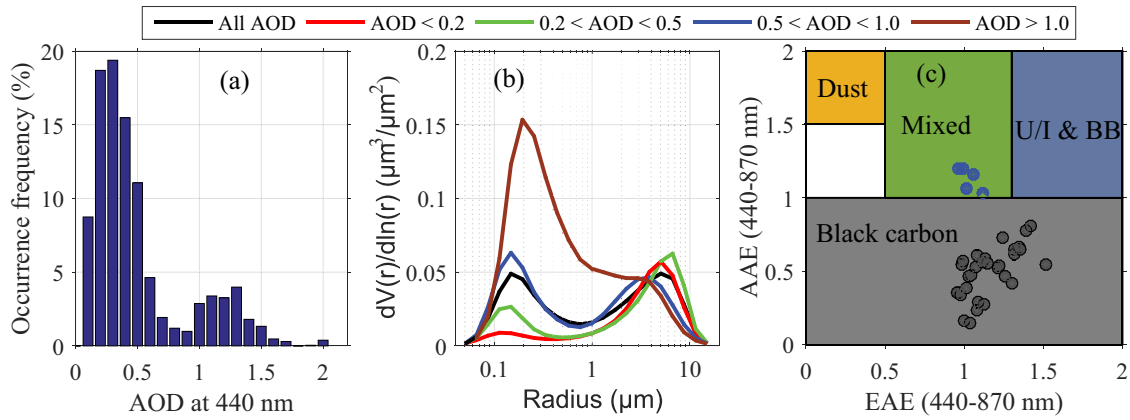 All AOD AOD < 0.2 0.2 < AOD < 0.5 0.5 < AOD < 1.0 AOD > 1.0
(a)
Occurrence frequency (%)
20
15
10
5
0
0 0.5 1 1.5 2
AOD at 440 nm
(b)
dV(r)/dln(r) (µm³/µm²)
0.2
0.15
0.1
0.05
0
0.1 1 10
Radius (µm)
(c)
AAE (440-870 nm)
2
1.5
1
0.5
0
Dust
Mixed
U/I & BB
Black carbon
0 0.5 1 1.5 2
EAE (440-870 nm)